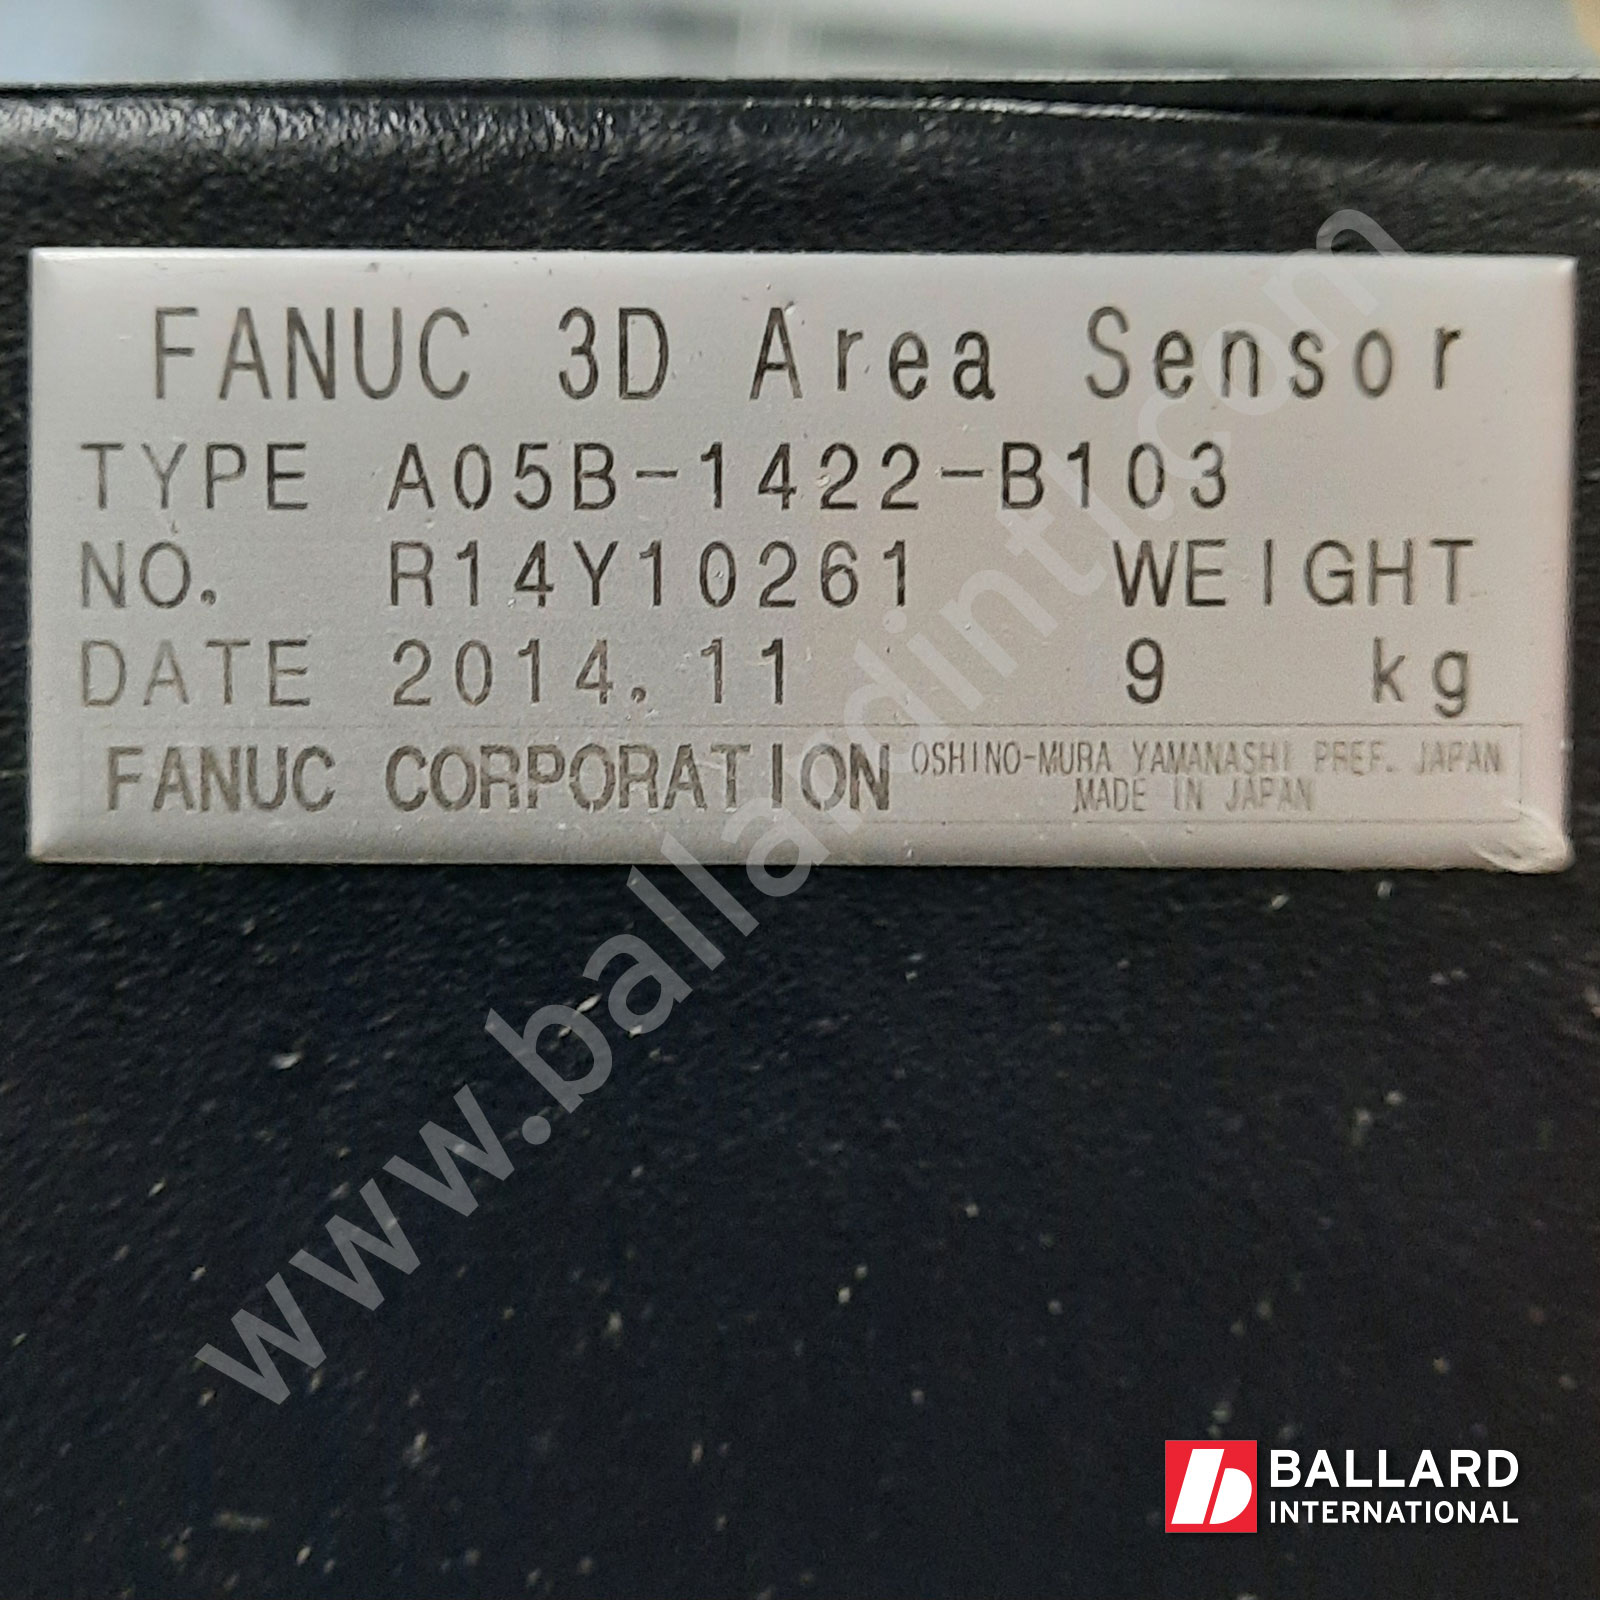 FANUC 3D Area Sensor
TYPE A05B-1422-B103
NO. R14Y10261 WEIGHT
DATE 2014.11 9 kg
FANUC CORPORATION OSHINO-MURA YAMANASHI PREF. JAPAN
MADE IN JAPAN
www.ballardintl.com
BALLARD
INTERNATIONAL